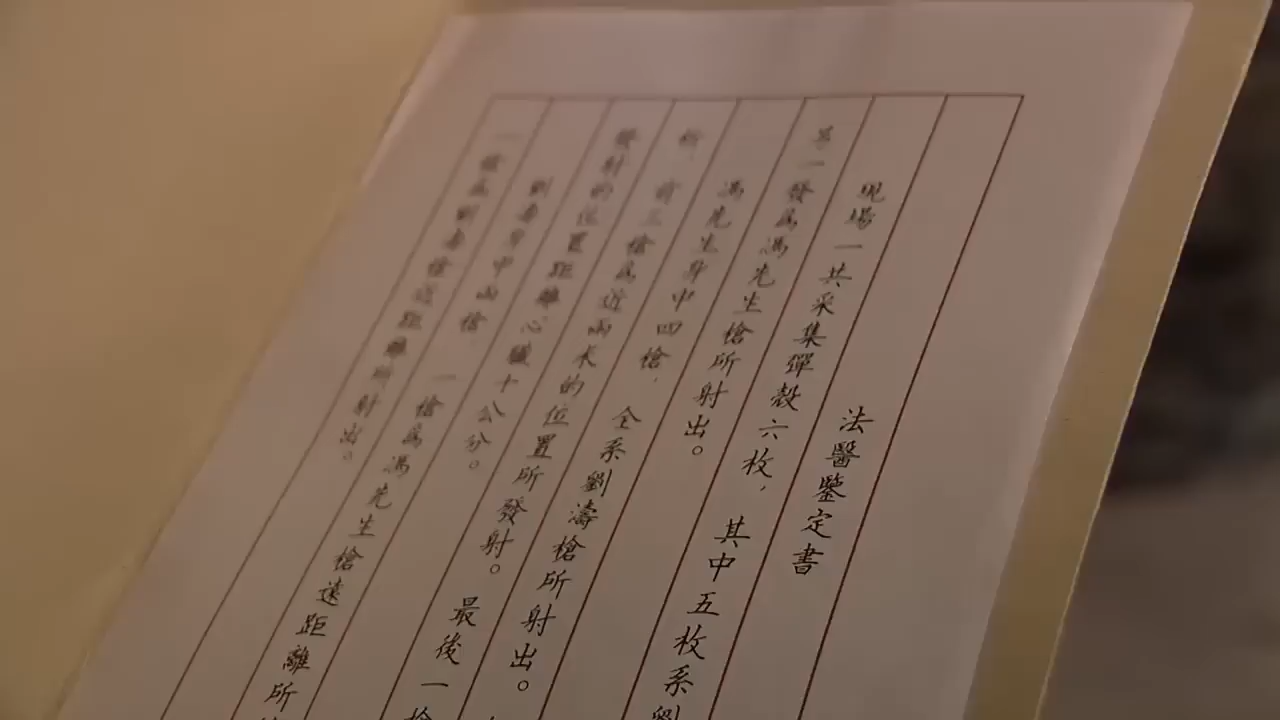 法醫鑒定書
現場一共采集彈殼六枚，其中五枚系劉
另一發爲馮先生槍所射出。
馮先生身中四槍，全系劉濤槍所射出。
槍，前三槍爲近兩米的位置所發射。最後一槍
發射的位置距離心臟十公分。
劉濤身中兩槍 一槍爲馮先生槍遠距離所
一槍爲劉濤槍近距離所射出。